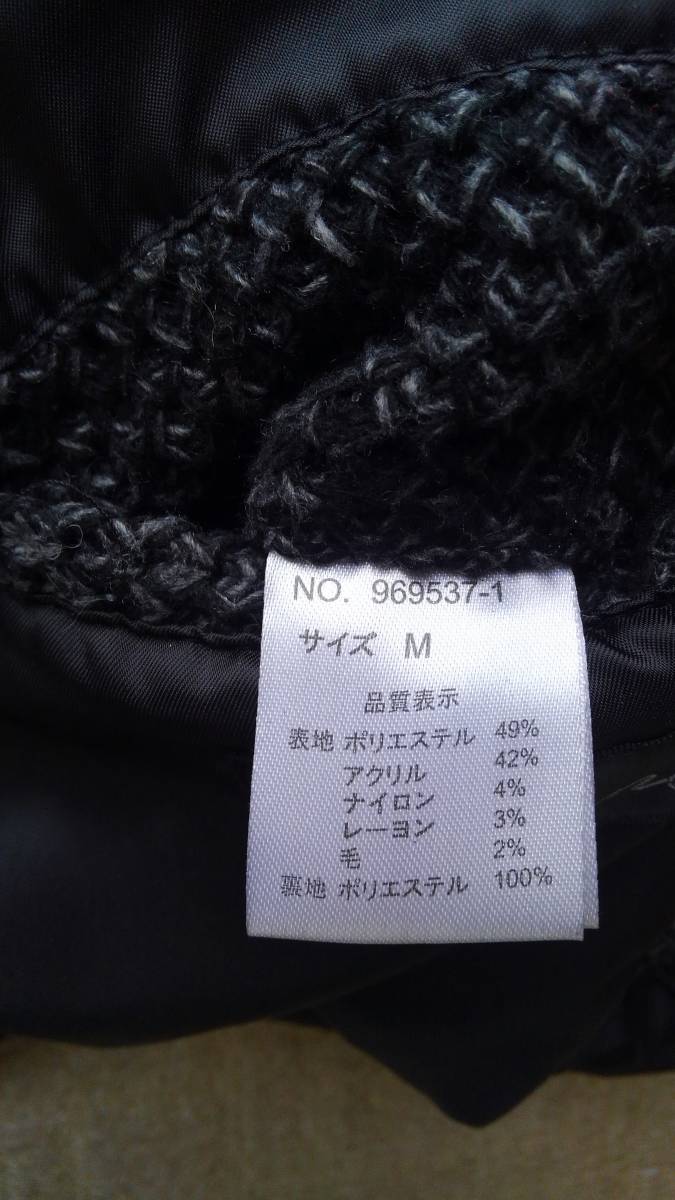 NO. 969537-1
サイズ M
品質表示
表地 ポリエステル 49%
アクリル 42%
ナイロン 4%
レーヨン 3%
毛 2%
裏地 ポリエステル 100%